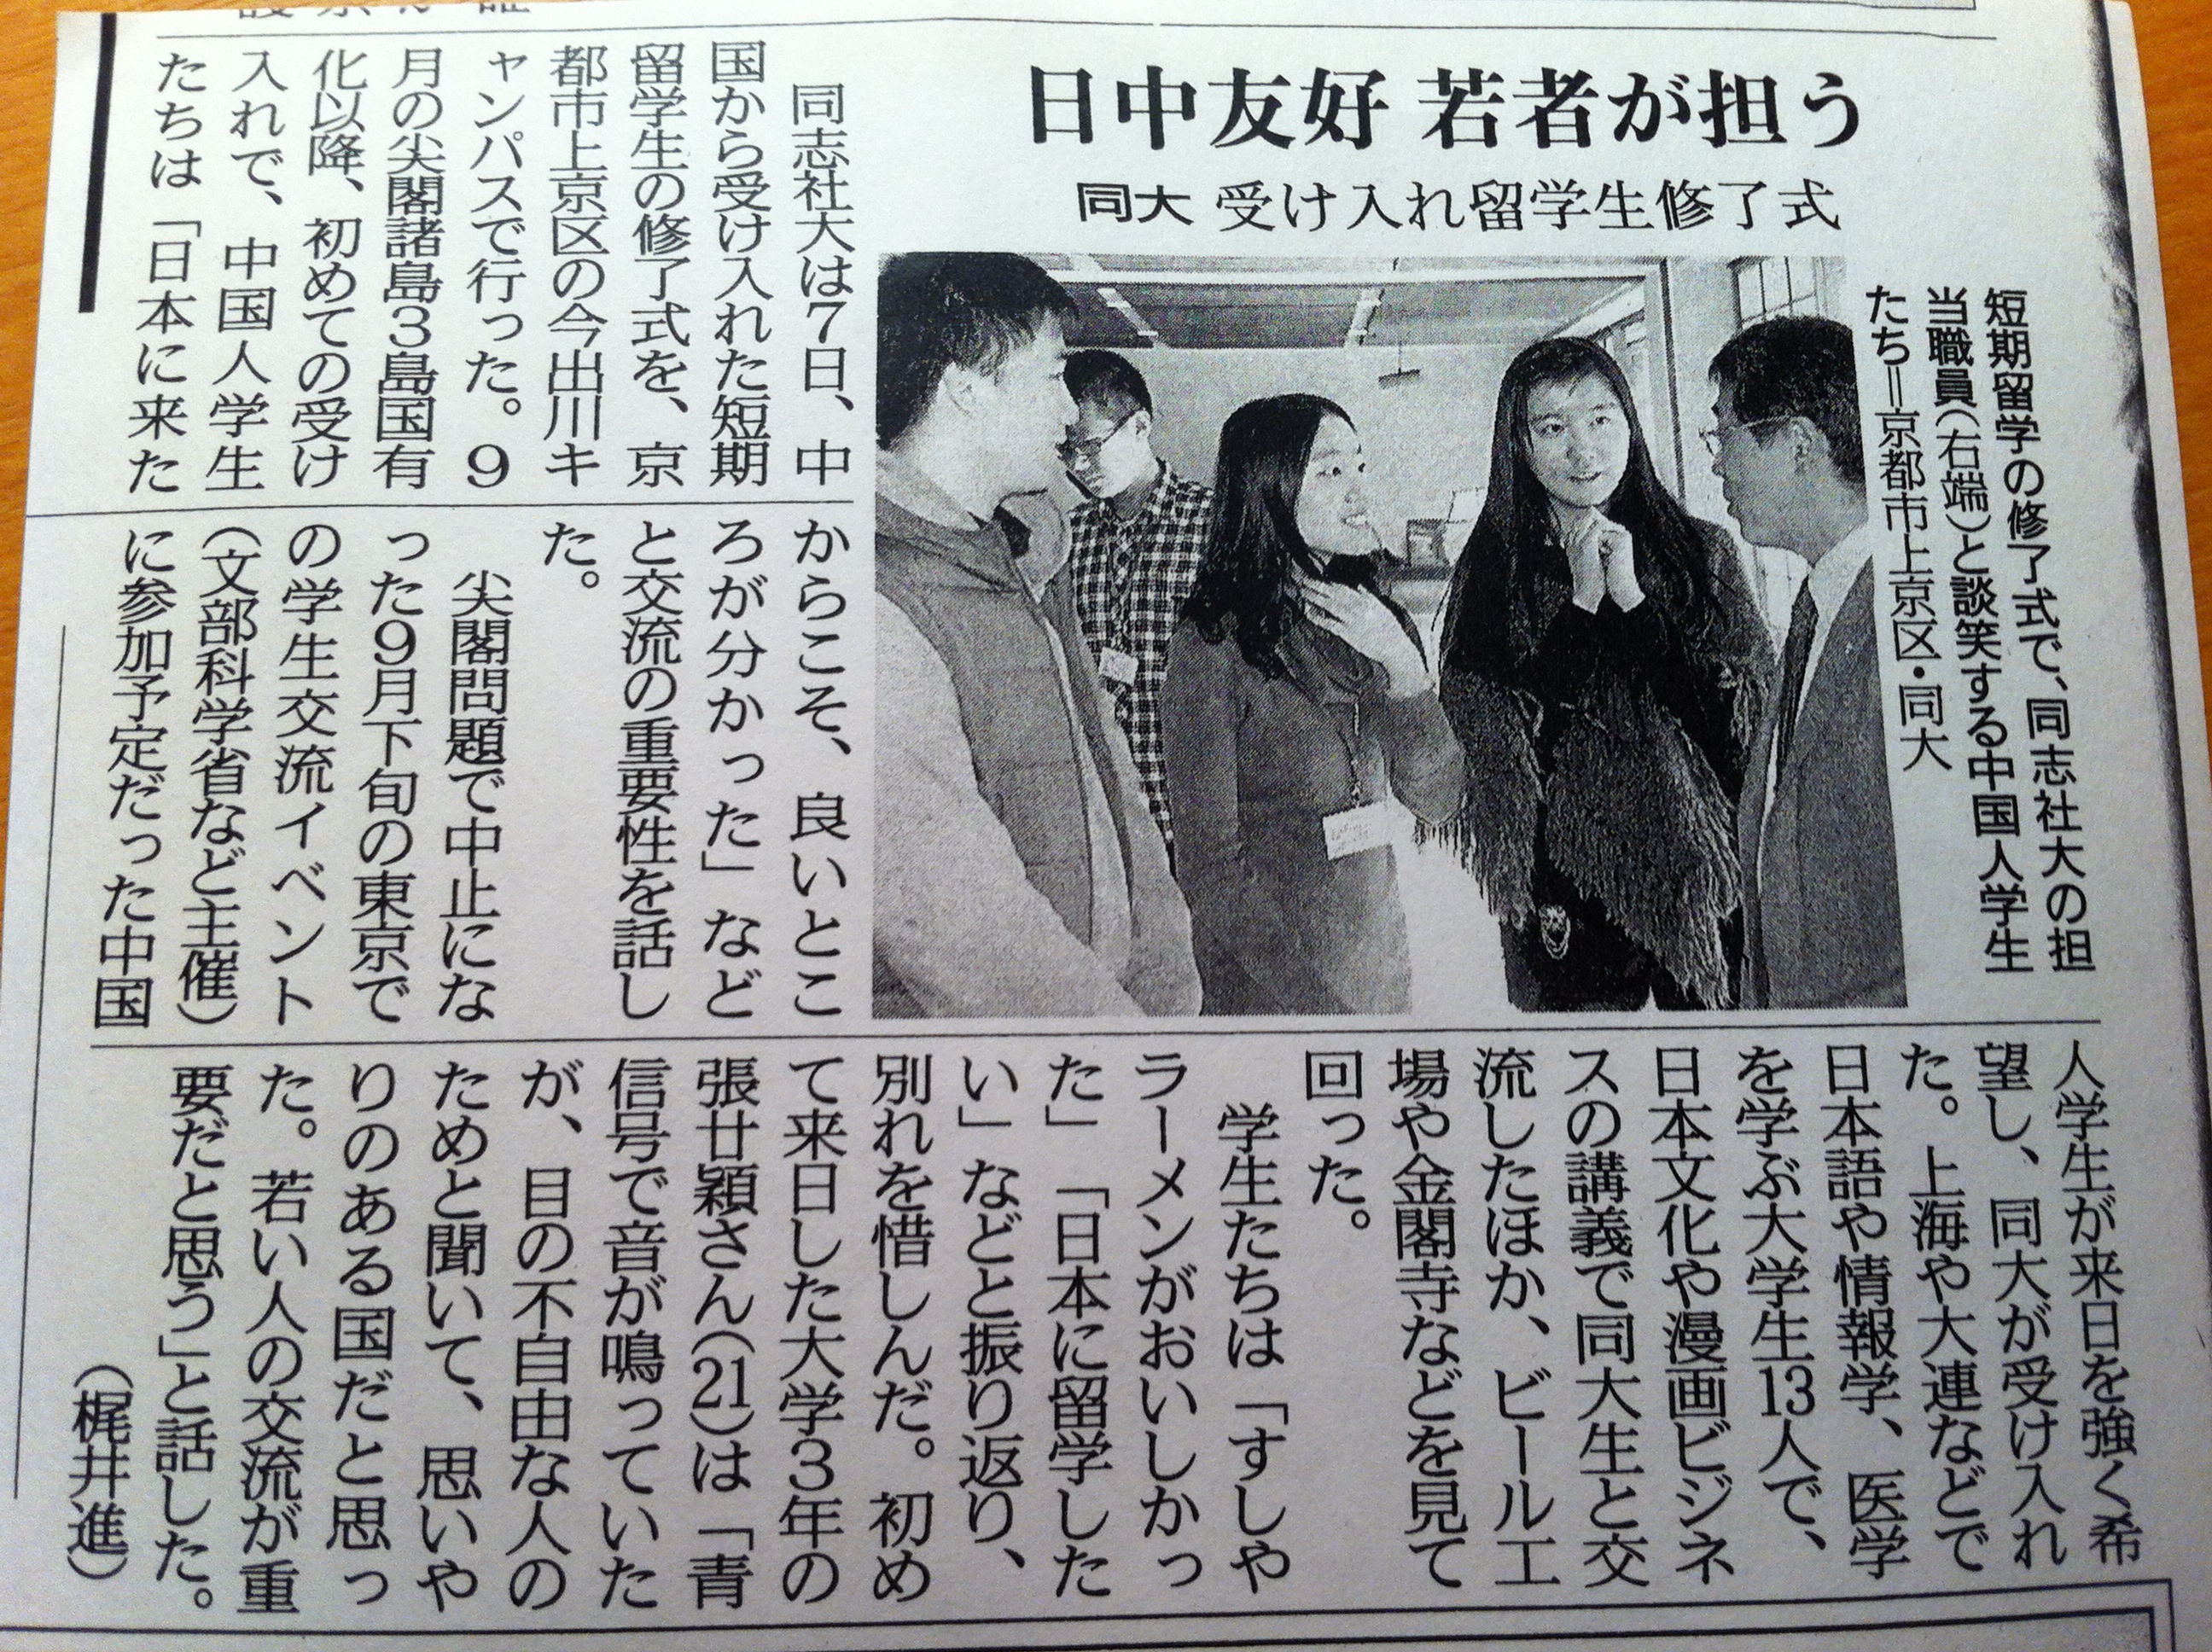 日中友好 若者が担う
同大 受け入れ留学生修了式
短期留学の修了式で、同志社大の担
当職員（右端）と談笑する中国人学生
たち＝京都市上京区・同大
同志社大は7日、中
国から受け入れた短期
留学生の修了式を、京
都市上京区の今出川キ
ャンパスで行った。9
月の尖閣諸島3島国有
化以降、初めての受け
入れで、中国人学生
たちは「日本に来た
からこそ、良いとこ
ろが分かった」など
と交流の重要性を話し
た。
尖閣問題で中止にな
った9月下旬の東京で
の学生交流イベント
（文部科学省など主催）
に参加予定だった中国
人学生が来日を強く希
望し、同大が受け入れ
た。上海や大連などで
日本語や情報学、医学
を学ぶ大学生13人で、
日本文化や漫画ビジネ
スの講義で同大生と交
流したほか、ビール工
場や金閣寺などを見て
回った。
学生たちは「すしや
ラーメンがおいしかっ
た」「日本に留学した
い」などと振り返り、
別れを惜しんだ。初め
て来日した大学3年の
張廿穎さん（21）は「青
信号で音が鳴っていた
が、目の不自由な人の
ためと聞いて、思いや
りのある国だと思っ
た。若い人の交流が重
要だと思う」と話した。
（梶井進）